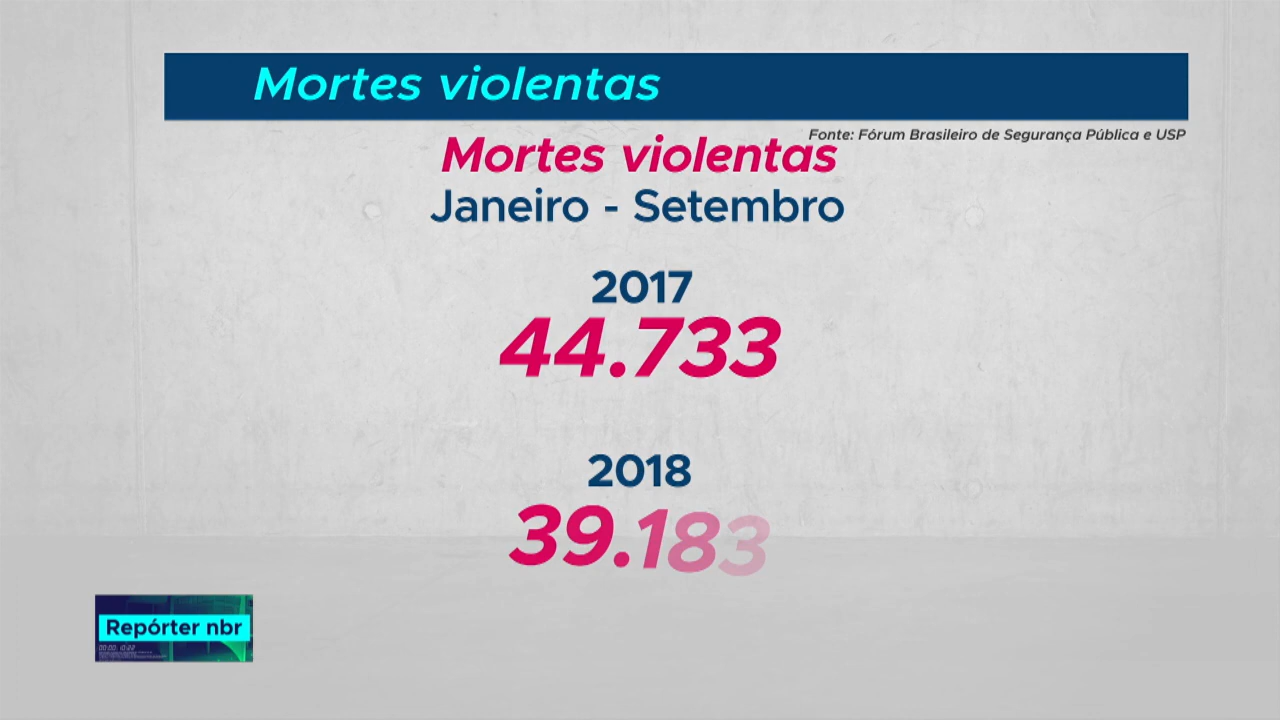 Mortes violentas
Fonte: Fórum Brasileiro de Segurança Pública e USP
Mortes violentas
Janeiro - Setembro
2017
44.733
2018
39.183
Repórter nbr